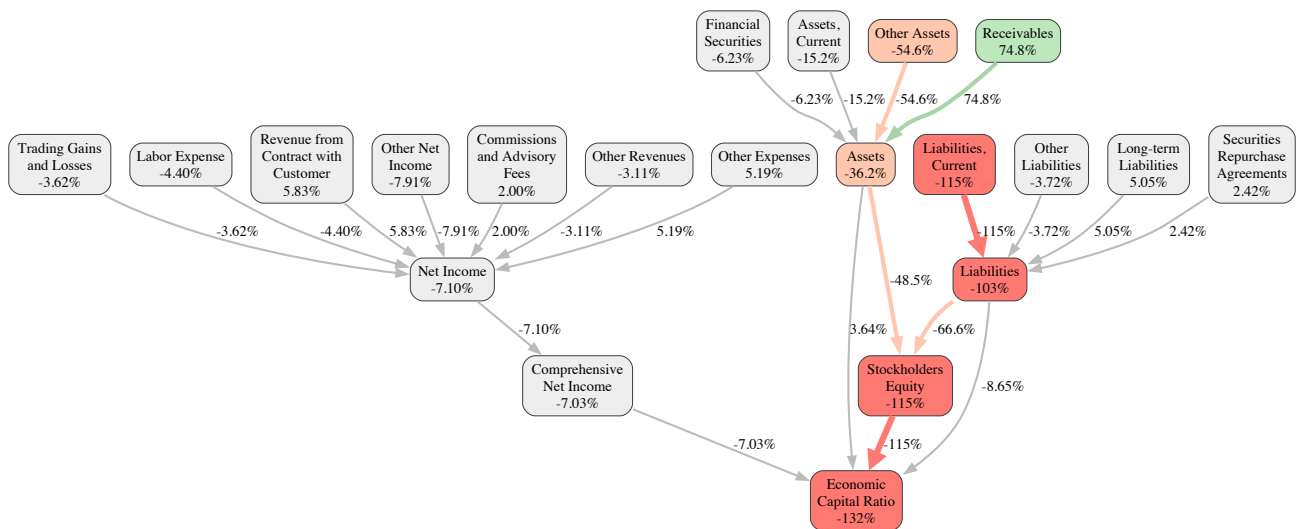 Financial
Securities
-6.23%
Assets,
Current
-15.2%
Other Assets
-54.6%
Receivables
74.8%
-6.23%
-15.2%
-54.6%
74.8%
Trading Gains
and Losses
-3.62%
Labor Expense
-4.40%
Revenue from
Contract with
Customer
5.83%
Other Net
Income
-7.91%
Commissions
and Advisory
Fees
2.00%
Other Revenues
-3.11%
Other Expenses
5.19%
Assets
-36.2%
Liabilities,
Current
-115%
Other
Liabilities
-3.72%
Long-term
Liabilities
5.05%
Securities
Repurchase
Agreements
2.42%
-3.62%
-4.40%
5.83%
-7.91%
2.00%
-3.11%
5.19%
-115%
-3.72%
5.05%
2.42%
Net Income
-7.10%
Liabilities
-103%
-48.5%
-7.10%
3.64%
-66.6%
-8.65%
Comprehensive
Net Income
-7.03%
Stockholders
Equity
-115%
-7.03%
-115%
Economic
Capital Ratio
-132%